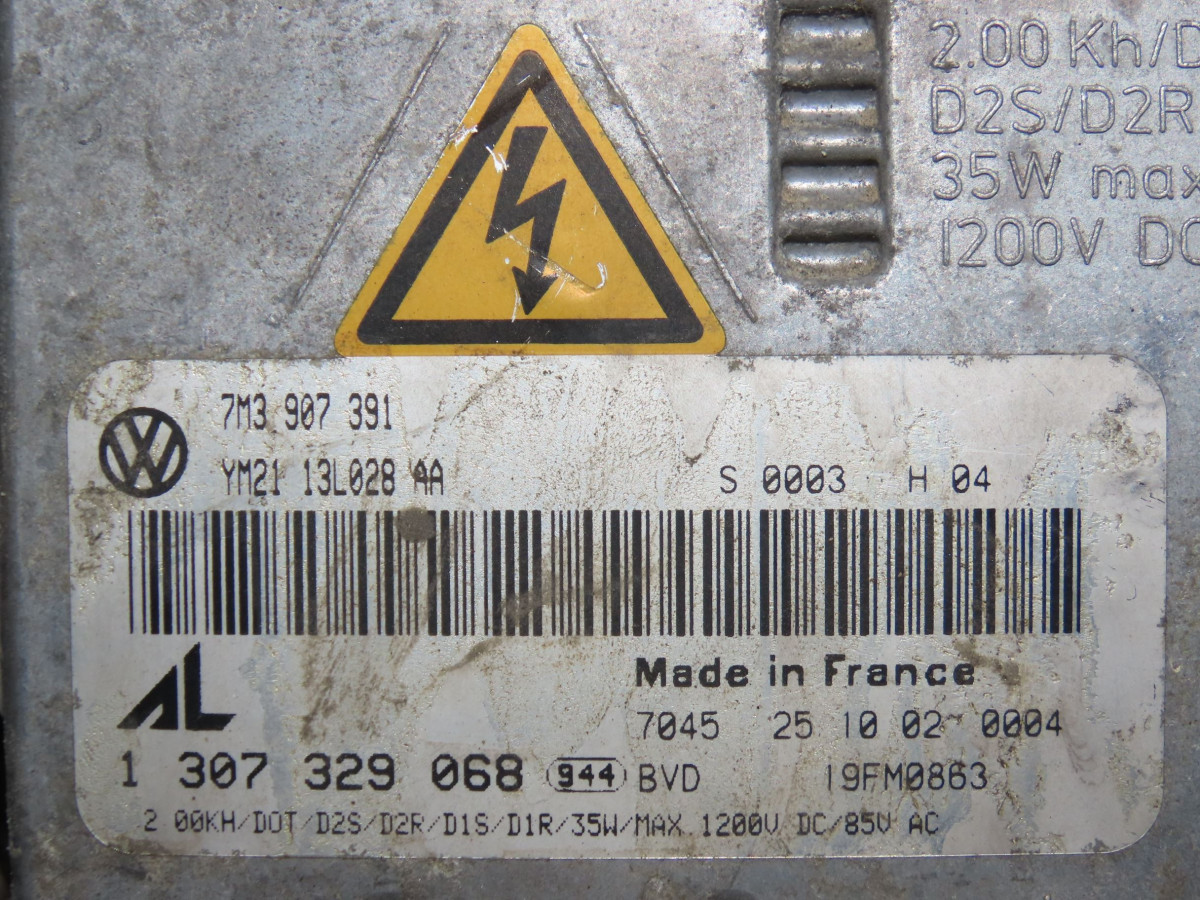 2.00 Kh/D
D2S/D2R
35W max
1200V DC
7M3 907 391
YM21 13L028 AA
S 0003 H 04
AL
Made in France
7045 25 10 02 0004
1 307 329 068 944 BVD 19FM0863
2 00KH/DOT/D2S/D2R/D1S/D1R/35W/MAX 1200V DC/85V AC